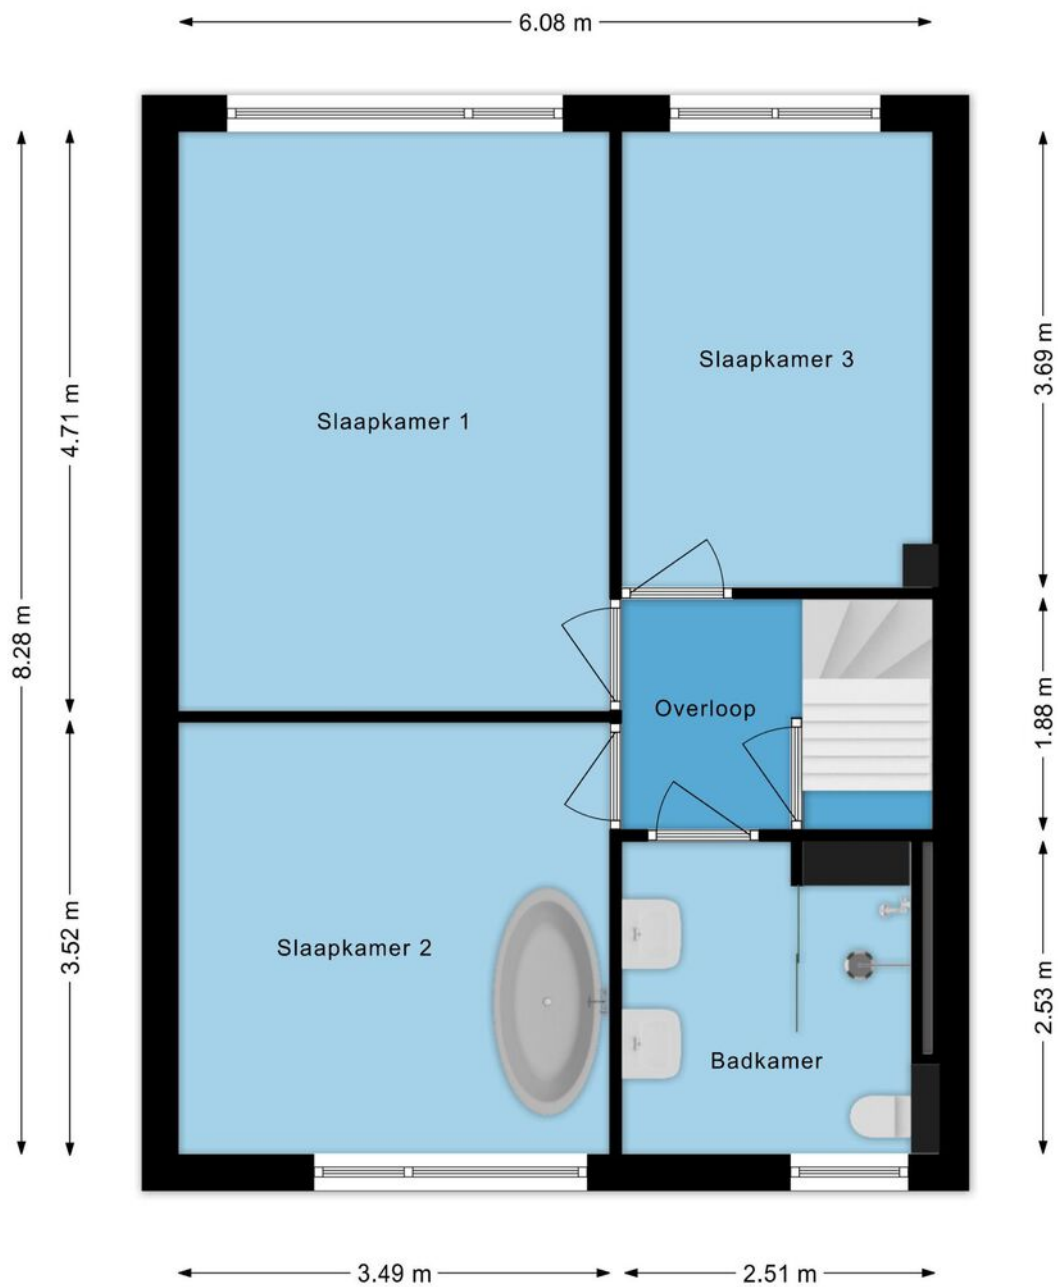 6.08 m
Slaapkamer 3
3.69 m
4.71 m
Slaapkamer 1
8.28 m
Overloop
1.88 m
3.52 m
Slaapkamer 2
2.53 m
Badkamer
3.49 m
2.51 m